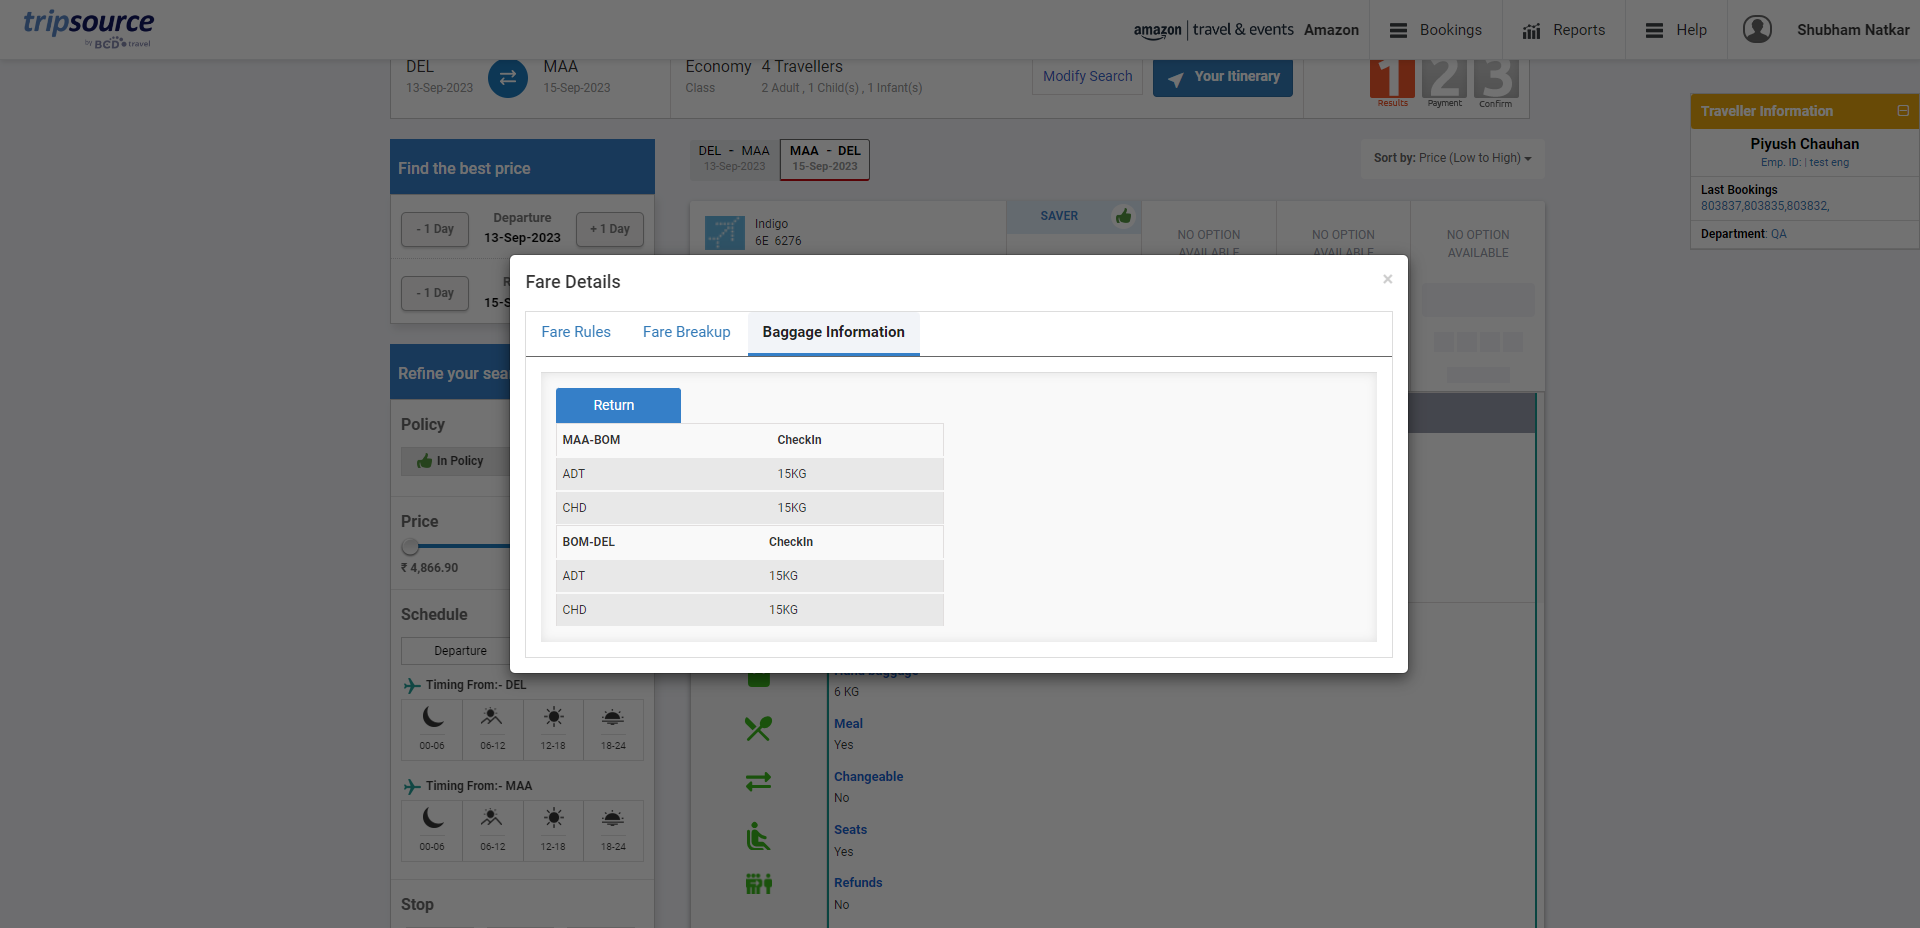 tripsource
by BCD travel
amazon | travel & events Amazon
Bookings
Reports
Help
Shubham Natkar
DEL
13-Sep-2023
MAA
15-Sep-2023
Economy
Class
4 Travellers
2 Adult , 1 Child(s) , 1 Infant(s)
Modify Search
Your Itinerary
1 2 3
Results Payment Confirm
Traveller Information
Piyush Chauhan
Emp. ID: | test eng
Last Bookings
803837,803835,803832,
Department: QA
Find the best price
- 1 Day
Departure
13-Sep-2023
+ 1 Day
- 1 Day
15-S
DEL - MAA
13-Sep-2023
MAA - DEL
15-Sep-2023
Sort by: Price (Low to High)
Indigo
6E 6276
SAVER
NO OPTION
AVAILABLE
NO OPTION
AVAILABLE
NO OPTION
AVAILABLE
Fare Details
×
Fare Rules
Fare Breakup
Baggage Information
Return
MAA-BOM CheckIn
ADT 15KG
CHD 15KG
BOM-DEL CheckIn
ADT 15KG
CHD 15KG
Refine your sea
Policy
In Policy
Price
₹ 4,866.90
Schedule
Departure
Timing From:- DEL
00-06 06-12 12-18 18-24
Timing From:- MAA
00-06 06-12 12-18 18-24
Stop
6 KG
Meal
Yes
Changeable
No
Seats
Yes
Refunds
No